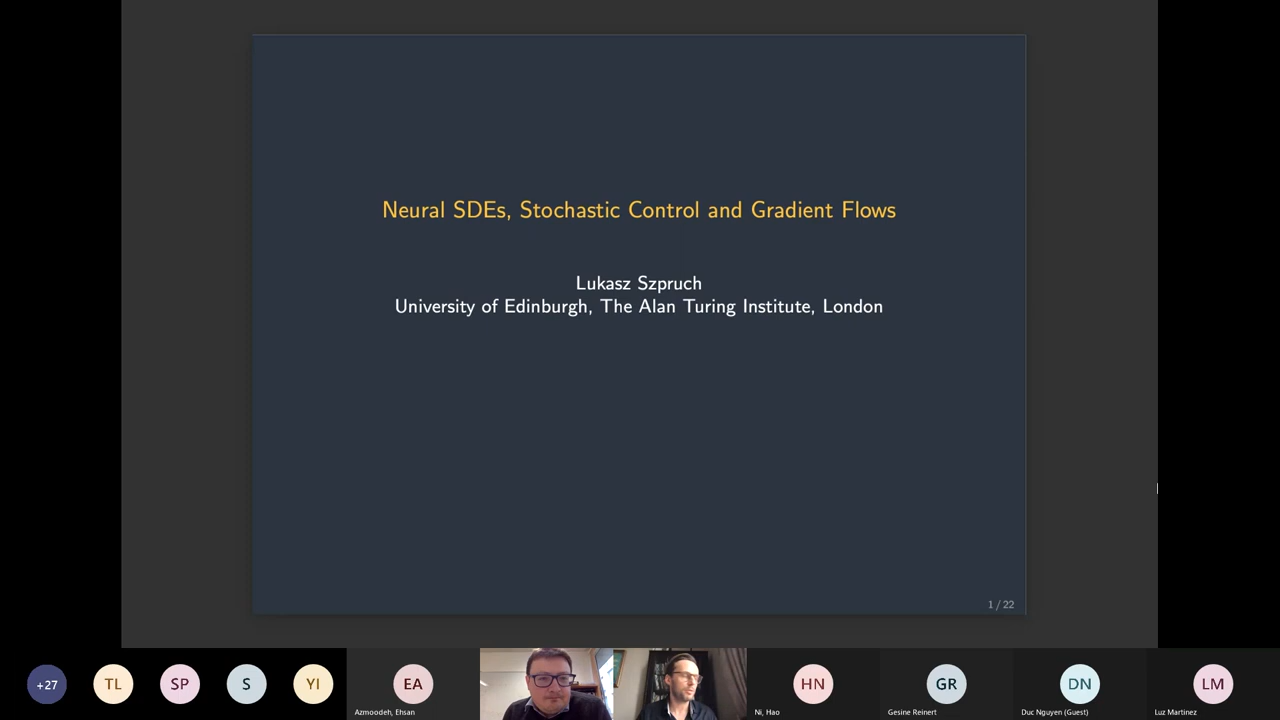 Neural SDEs, Stochastic Control and Gradient Flows
Lukasz Szpruch
University of Edinburgh, The Alan Turing Institute, London
1 / 22
+27
TL
SP
S
YI
EA
HN
GR
DN
LM
Azmoodeh, Ehsan
Ni, Hao
Gesine Reinert
Duc Nguyen (Guest)
Luz Martinez